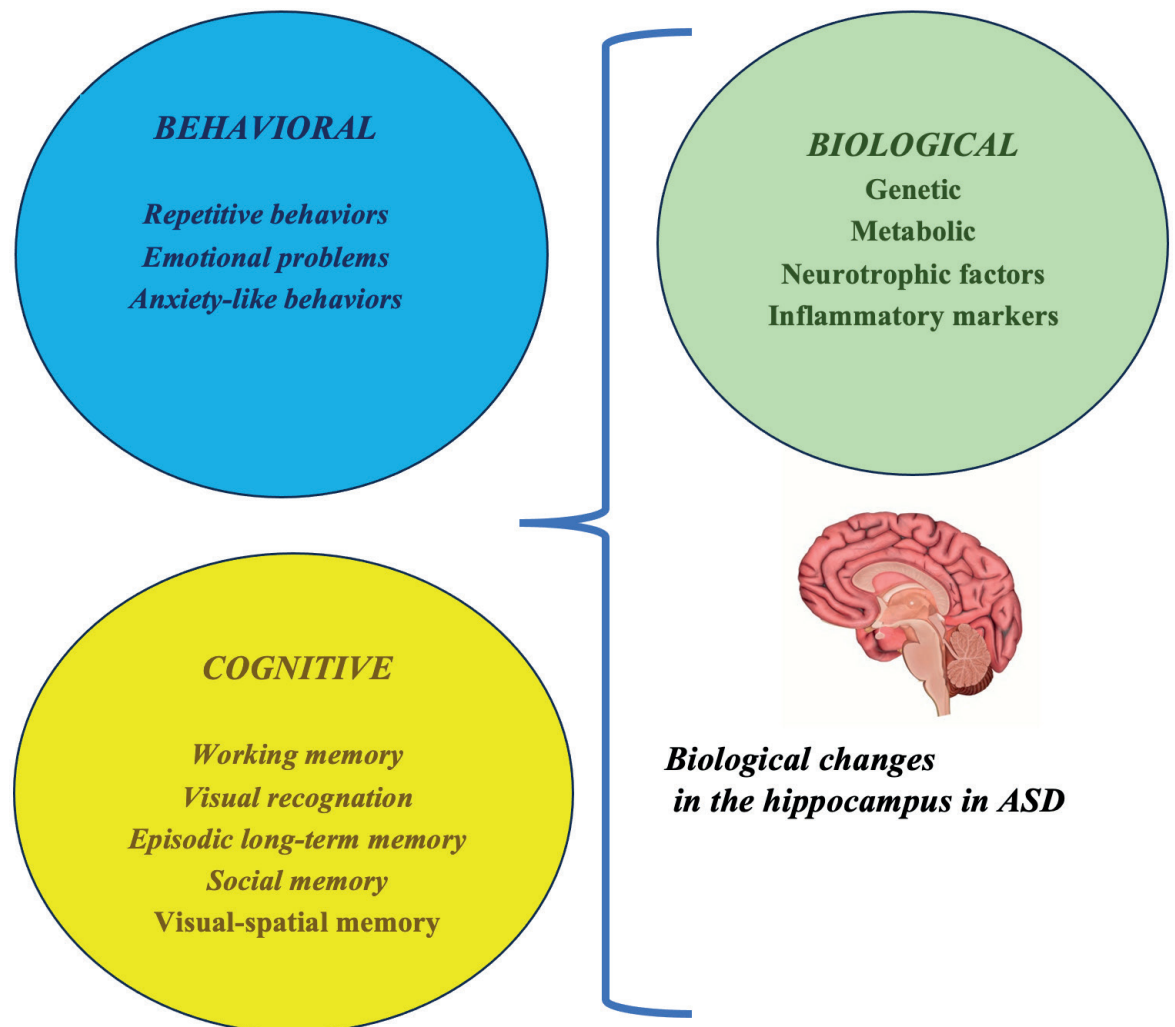 BEHAVIORAL
Repetitive behaviors
Emotional problems
Anxiety-like behaviors
BIOLOGICAL
Genetic
Metabolic
Neurotrophic factors
Inflammatory markers
COGNITIVE
Working memory
Visual recognation
Episodic long-term memory
Social memory
Visual-spatial memory
Biological changes
in the hippocampus in ASD